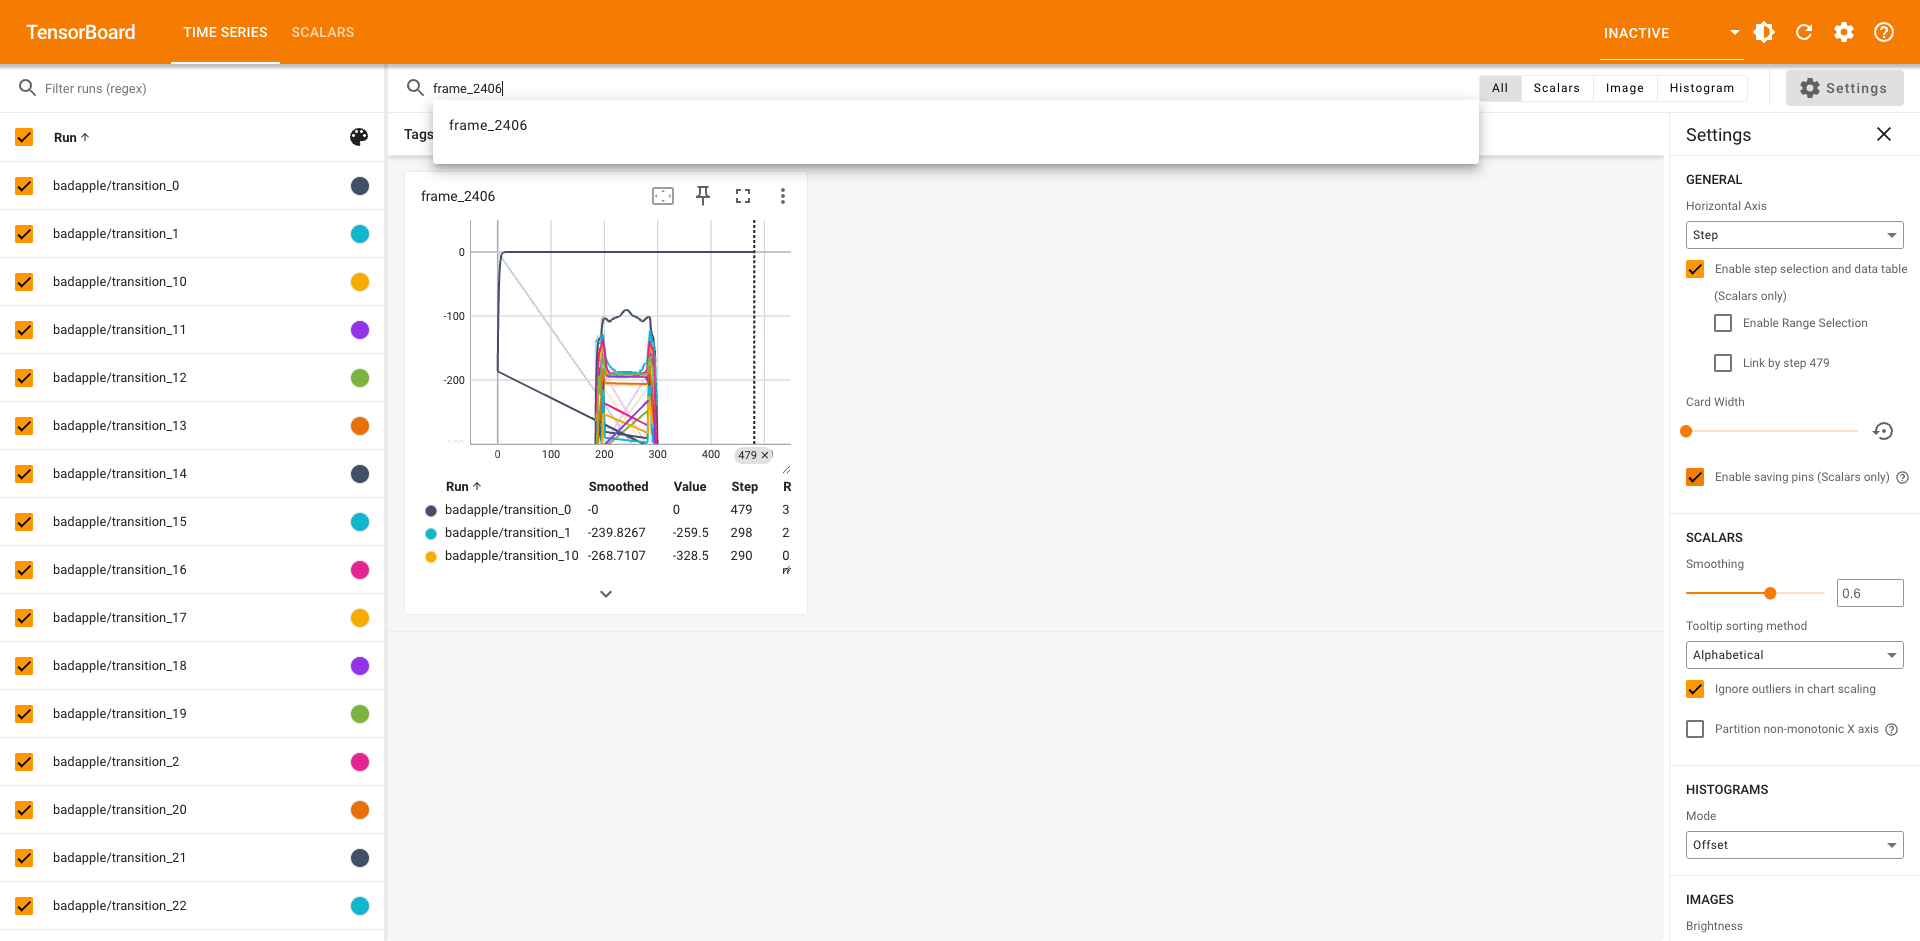 TensorBoard
TIME SERIES
SCALARS
INACTIVE
Filter runs (regex)
frame_2406
All
Scalars
Image
Histogram
Settings
frame_2406
Tags
Run
badapple/transition_0
badapple/transition_1
badapple/transition_10
badapple/transition_11
badapple/transition_12
badapple/transition_13
badapple/transition_14
badapple/transition_15
badapple/transition_16
badapple/transition_17
badapple/transition_18
badapple/transition_19
badapple/transition_2
badapple/transition_20
badapple/transition_21
badapple/transition_22
frame_2406
0
-100
-200
0 100 200 300 400 479
Run Smoothed Value Step R
badapple/transition_0 -0 0 479 3
badapple/transition_1 -239.8267 -259.5 298 2
badapple/transition_10 -268.7107 -328.5 290 0
Settings
GENERAL
Horizontal Axis
Step
Enable step selection and data table
(Scalars only)
Enable Range Selection
Link by step 479
Card Width
Enable saving pins (Scalars only)
SCALARS
Smoothing
0.6
Tooltip sorting method
Alphabetical
Ignore outliers in chart scaling
Partition non-monotonic X axis
HISTOGRAMS
Mode
Offset
IMAGES
Brightness